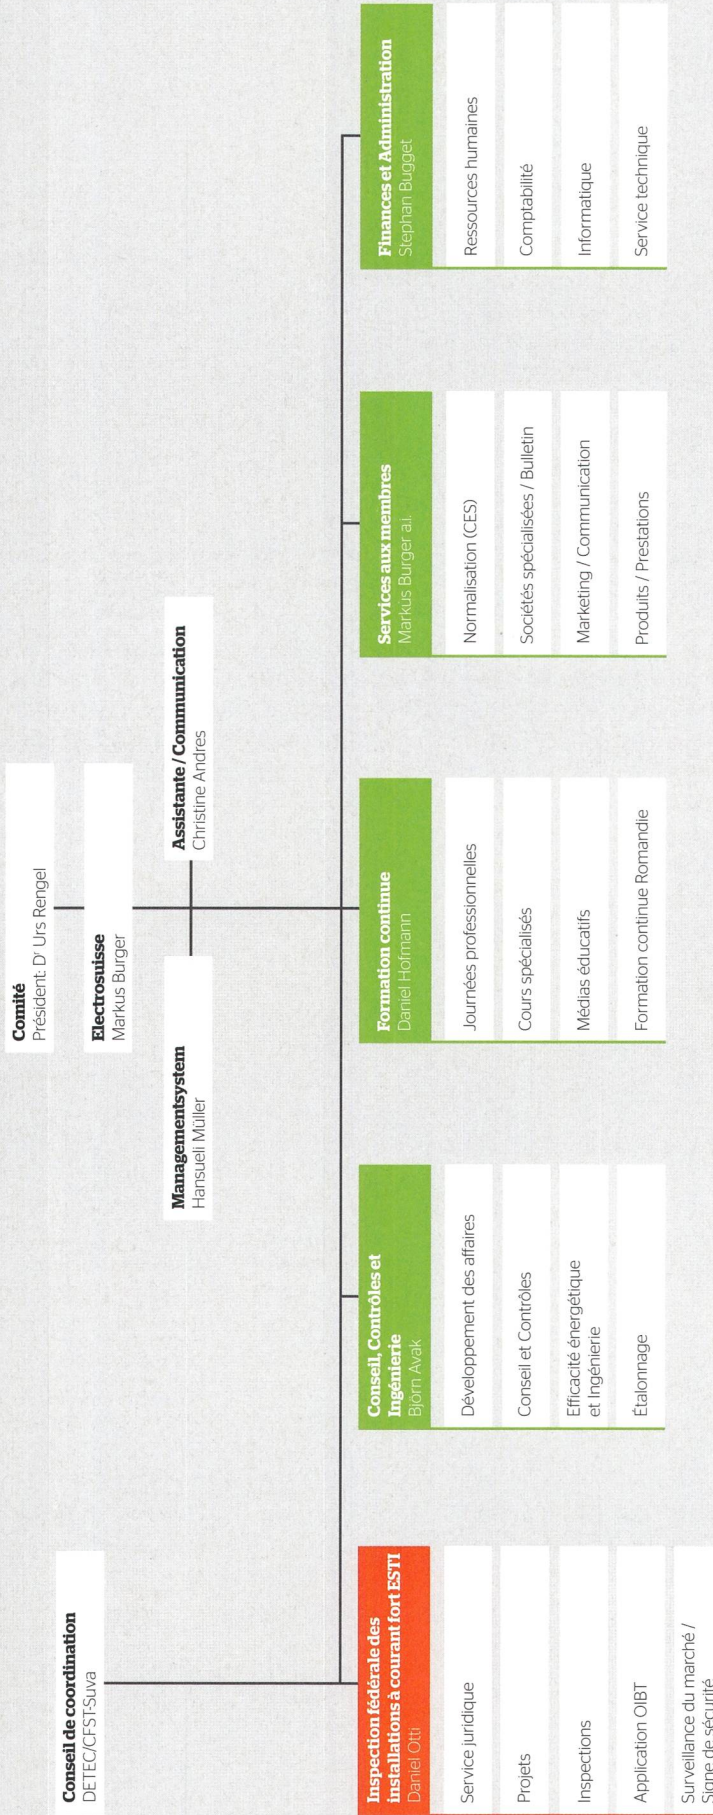 Comité
Président: Dʳ Urs Rengel
Electrosuisse
Markus Burger
Conseil de coordination
DETEC/CFST-Suva
Managementsystem
Hansueli Müller
Assistante / Communication
Christine Andres
Inspection fédérale des
installations à courant fort ESTI
Daniel Otti
Service juridique
Projets
Inspections
Application OIBT
Surveillance du marché /
Signe de sécurité
Conseil, Contrôles et
Ingénierie
Björn Avak
Développement des affaires
Conseil et Contrôles
Efficacité énergétique
et Ingénierie
Étalonnage
Formation continue
Daniel Hofmann
Journées professionnelles
Cours spécialisés
Médias éducatifs
Formation continue Romandie
Services aux membres
Markus Burger a.i.
Normalisation (CES)
Sociétés spécialisées / Bulletin
Marketing / Communication
Produits / Prestations
Finances et Administration
Stephan Bugget
Ressources humaines
Comptabilité
Informatique
Service technique